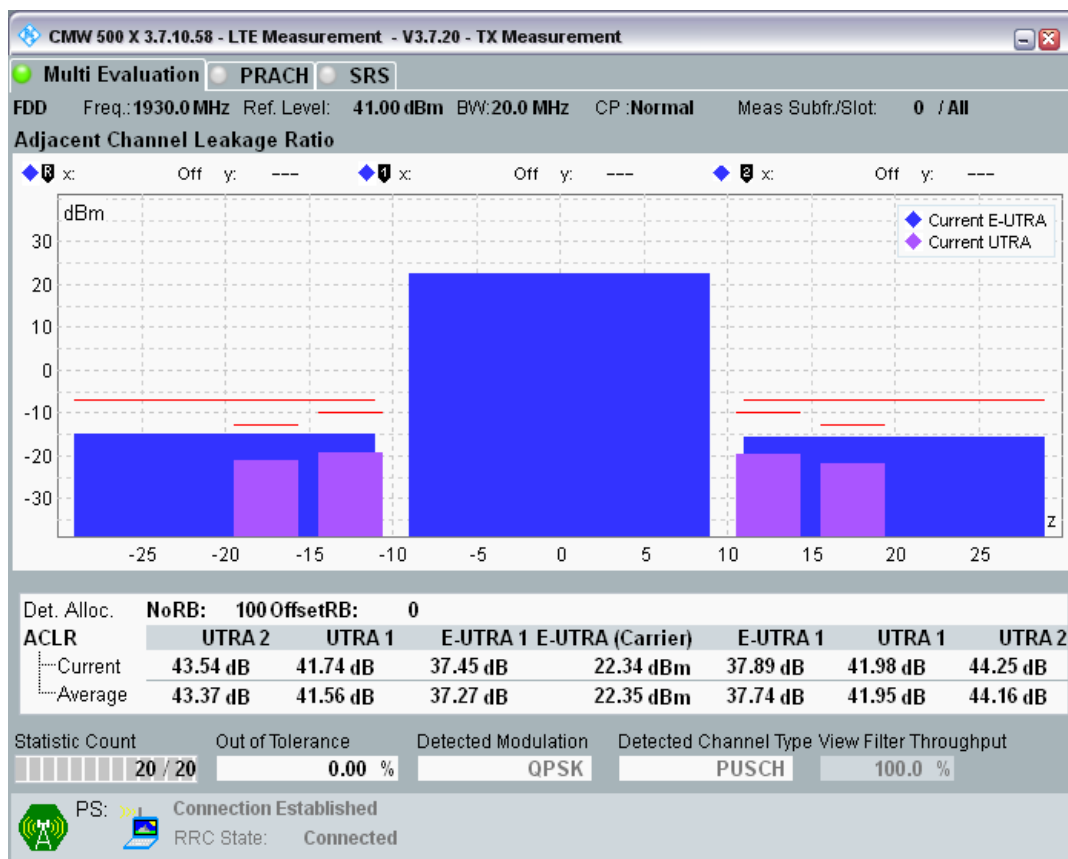 CMW 500 X 3.7.10.58 - LTE Measurement - V3.7.20 - TX Measurement
Multi Evaluation PRACH SRS
FDD Freq.: 1930.0 MHz Ref. Level: 41.00 dBm BW: 20.0 MHz CP : Normal Meas Subfr./Slot: 0 / All
Adjacent Channel Leakage Ratio
R x: Off y: --- 1 x: Off y: --- 2 x: Off y: ---
dBm
Current E-UTRA
Current UTRA
30
20
10
0
-10
-20
-30
z
-25 -20 -15 -10 -5 0 5 10 15 20 25
Det. Alloc. NoRB: 100 OffsetRB: 0
ACLR UTRA 2 UTRA 1 E-UTRA 1 E-UTRA (Carrier) E-UTRA 1 UTRA 1 UTRA 2
Current 43.54 dB 41.74 dB 37.45 dB 22.34 dBm 37.89 dB 41.98 dB 44.25 dB
Average 43.37 dB 41.56 dB 37.27 dB 22.35 dBm 37.74 dB 41.95 dB 44.16 dB
Statistic Count Out of Tolerance Detected Modulation Detected Channel Type View Filter Throughput
20 / 20 0.00 % QPSK PUSCH 100.0 %
PS: Connection Established
RRC State: Connected